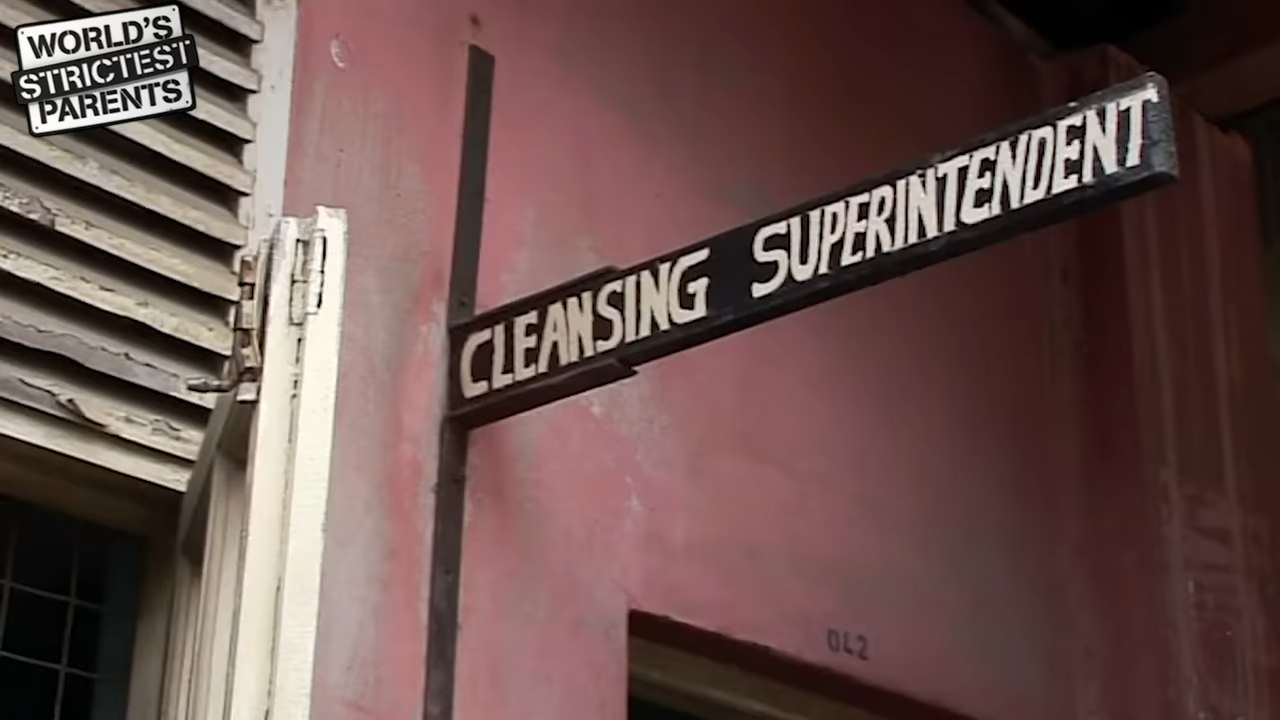 WORLD'S
STRICTEST
PARENTS
CLEANSING SUPERINTENDENT
042